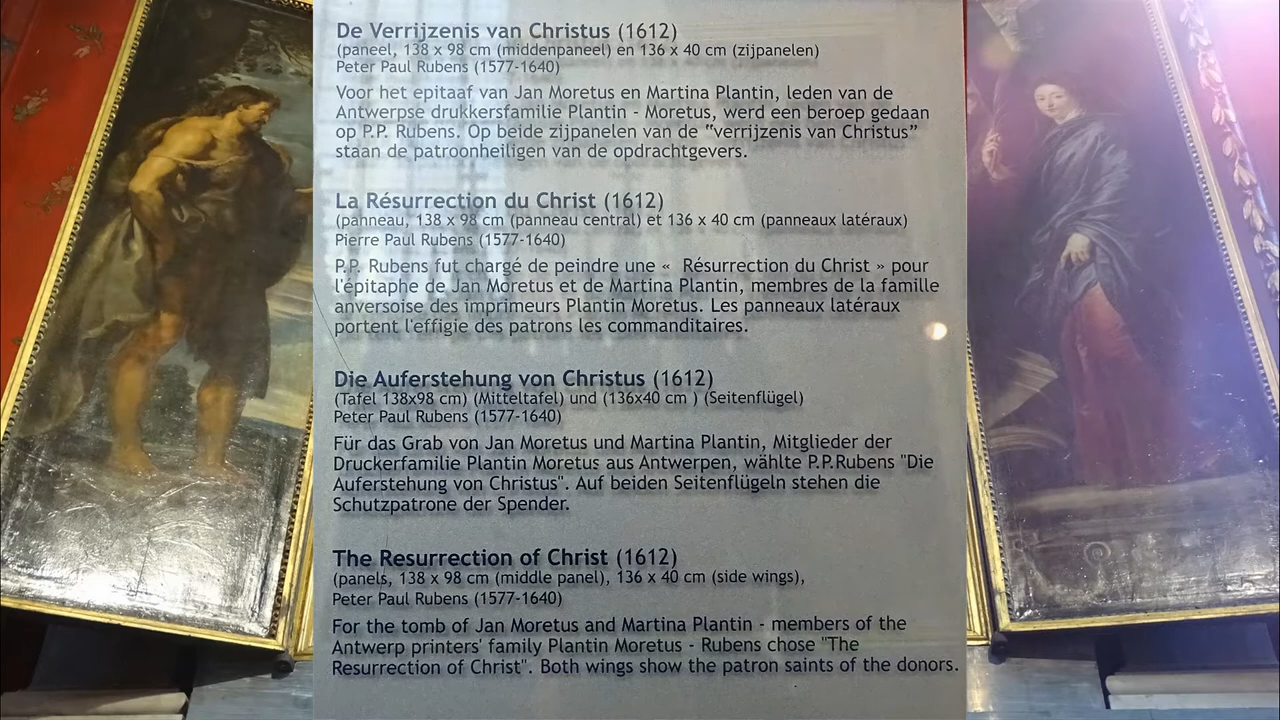 De Verrijzenis van Christus (1612)
(paneel, 138 x 98 cm (middenpaneel) en 136 x 40 cm (zijpanelen)
Peter Paul Rubens (1577-1640)
Voor het epitaaf van Jan Moretus en Martina Plantin, leden van de
Antwerpse drukkersfamilie Plantin - Moretus, werd een beroep gedaan
op P.P. Rubens. Op beide zijpanelen van de "verrijzenis van Christus"
staan de patroonheiligen van de opdrachtgevers.
La Résurrection du Christ (1612)
(panneau, 138 x 98 cm (panneau central) et 136 x 40 cm (panneaux latéraux)
Pierre Paul Rubens (1577-1640)
P.P. Rubens fut chargé de peindre une «  Résurrection du Christ » pour
l'épitaphe de Jan Moretus et de Martina Plantin, membres de la famille
anversoise des imprimeurs Plantin Moretus. Les panneaux latéraux
portent l'effigie des patrons les commanditaires.
Die Auferstehung von Christus (1612)
(Tafel 138x98 cm) (Mitteltafel) und (136x40 cm ) (Seitenflügel)
Peter Paul Rubens (1577-1640)
Für das Grab von Jan Moretus und Martina Plantin, Mitglieder der
Druckerfamilie Plantin Moretus aus Antwerpen, wählte P.P.Rubens "Die
Auferstehung von Christus". Auf beiden Seitenflügeln stehen die
Schutzpatrone der Spender.
The Resurrection of Christ (1612)
(panels, 138 x 98 cm (middle panel), 136 x 40 cm (side wings),
Peter Paul Rubens (1577-1640)
For the tomb of Jan Moretus and Martina Plantin - members of the
Antwerp printers' family Plantin Moretus - Rubens chose "The
Resurrection of Christ". Both wings show the patron saints of the donors.